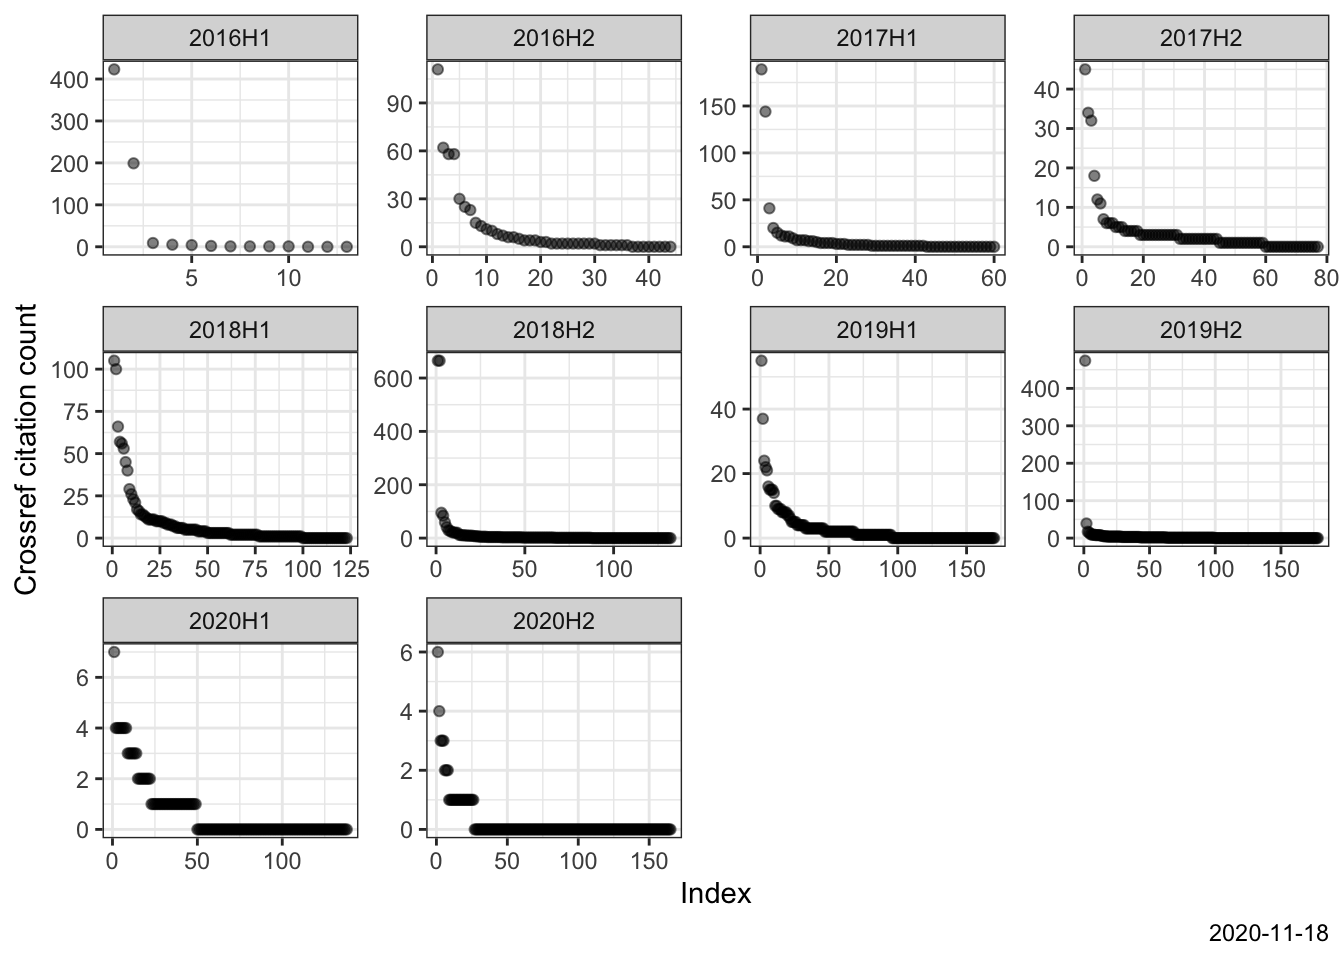 2016H1 2016H2 2017H1 2017H2
400 300 200 100 0
90 60 30 0
150 100 50 0
40 30 20 10 0
5 10
0 10 20 30 40
0 20 40 60
0 20 40 60 80
Crossref citation count
2018H1 2018H2 2019H1 2019H2
100 75 50 25 0
600 400 200 0
40 20 0
400 300 200 100 0
0 25 50 75 100 125
0 50 100
0 50 100 150
0 50 100 150
2020H1 2020H2
6 4 2 0
6 4 2 0
0 50 100
0 50 100 150
Index
2020-11-18